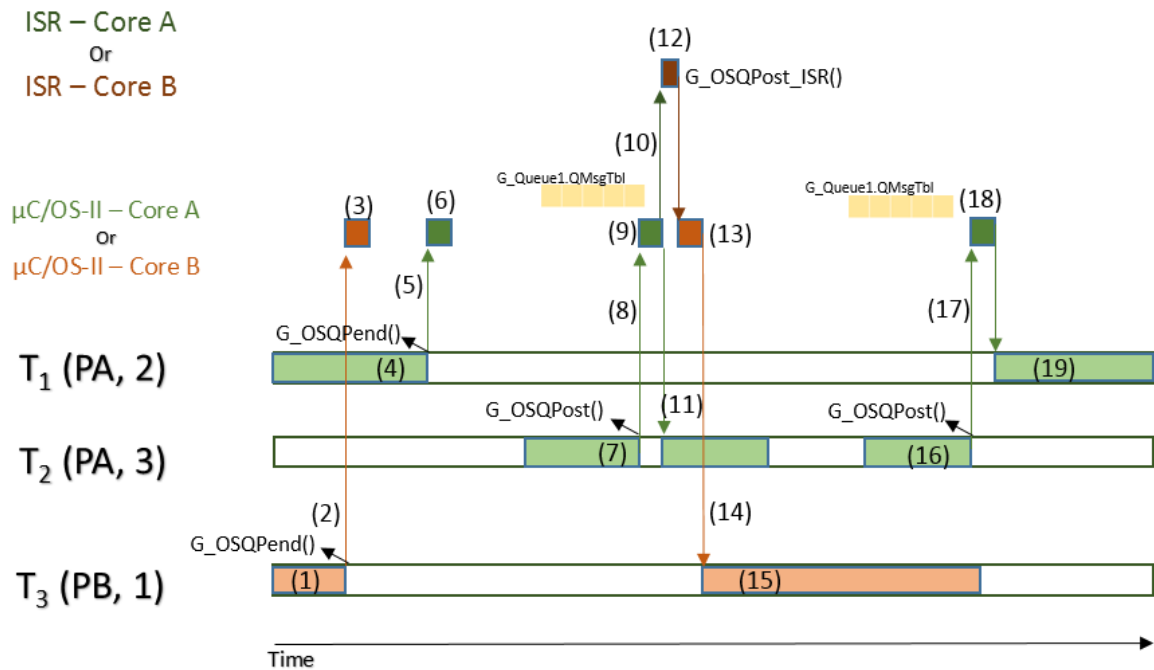 ISR – Core A
Or
ISR – Core B
(12)
G_OSQPost_ISR()
(10)
G_Queue1.QMsgTbl
G_Queue1.QMsgTbl
µC/OS-II – Core A
Or
µC/OS-II – Core B
(3)
(6)
(9)
(13)
(18)
(5)
(8)
(17)
G_OSQPend()
T1 (PA, 2)
(4)
(19)
G_OSQPost()
(11)
G_OSQPost()
T2 (PA, 3)
(7)
(16)
(2)
(14)
G_OSQPend()
T3 (PB, 1)
(1)
(15)
Time